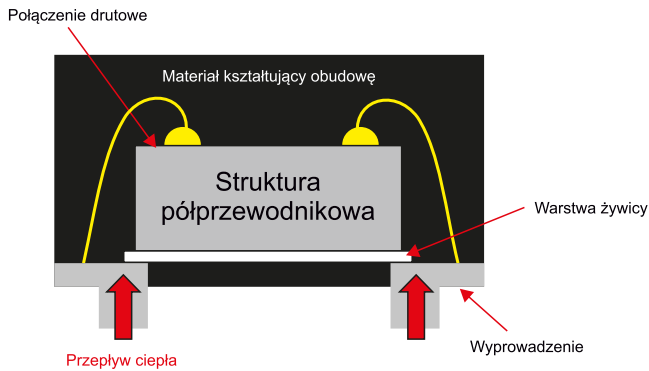 Połączenie drutowe
Materiał kształtujący obudowę
Struktura
półprzewodnikowa
Warstwa żywicy
Wyprowadzenie
Przepływ ciepła